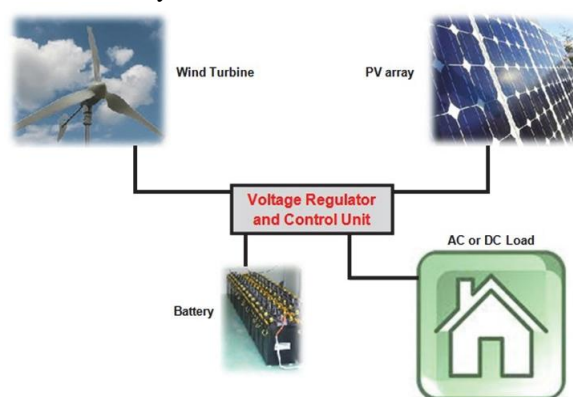 Wind Turbine
PV array
Voltage Regulator
and Control Unit
AC or DC Load
Battery